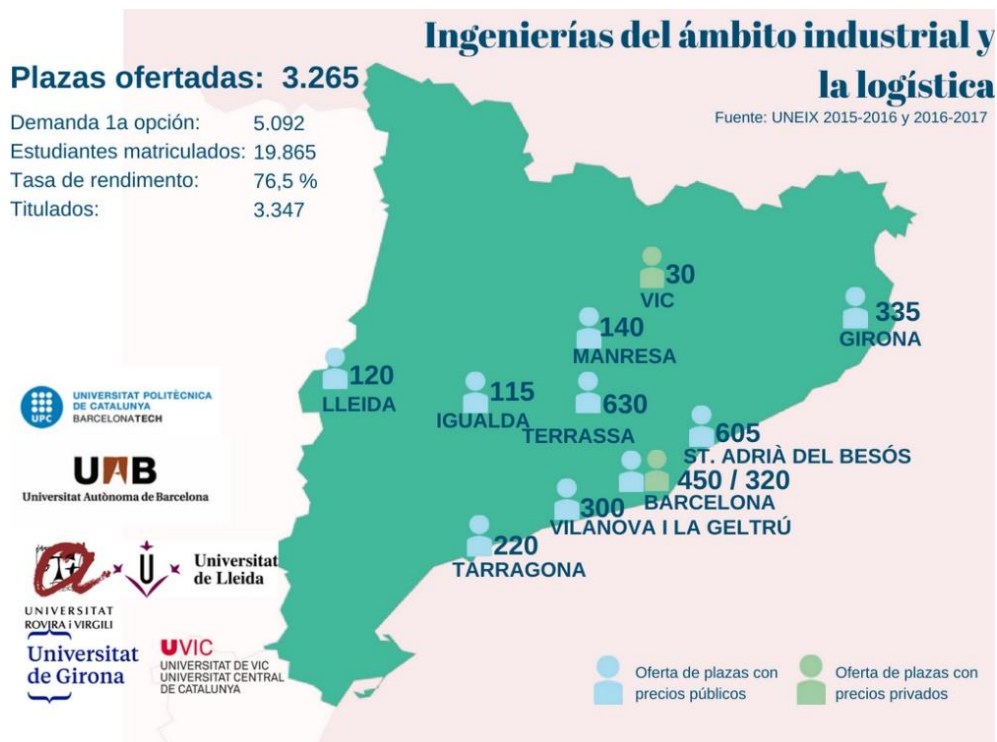 Ingenierías del ámbito industrial y
la logística
Fuente: UNEIX 2015-2016 y 2016-2017
Plazas ofertadas: 3.265
Demanda 1a opción: 5.092
Estudiantes matriculados: 19.865
Tasa de rendimento: 76,5 %
Titulados: 3.347
30
VIC
335
GIRONA
140
MANRESA
120
LLEIDA
115
IGUALDA
630
TERRASSA
605
ST. ADRIÀ DEL BESÓS
450 / 320
BARCELONA
300
VILANOVA I LA GELTRÚ
220
TARRAGONA
UPC
UNIVERSITAT POLITÈCNICA
DE CATALUNYA
BARCELONATECH
UAB
Universitat Autònoma de Barcelona
UNIVERSITAT
ROVIRA i VIRGILI
U
Universitat
de Lleida
Universitat
de Girona
UVIC
UNIVERSITAT DE VIC
UNIVERSITAT CENTRAL
DE CATALUNYA
Oferta de plazas con
precios públicos
Oferta de plazas con
precios privados